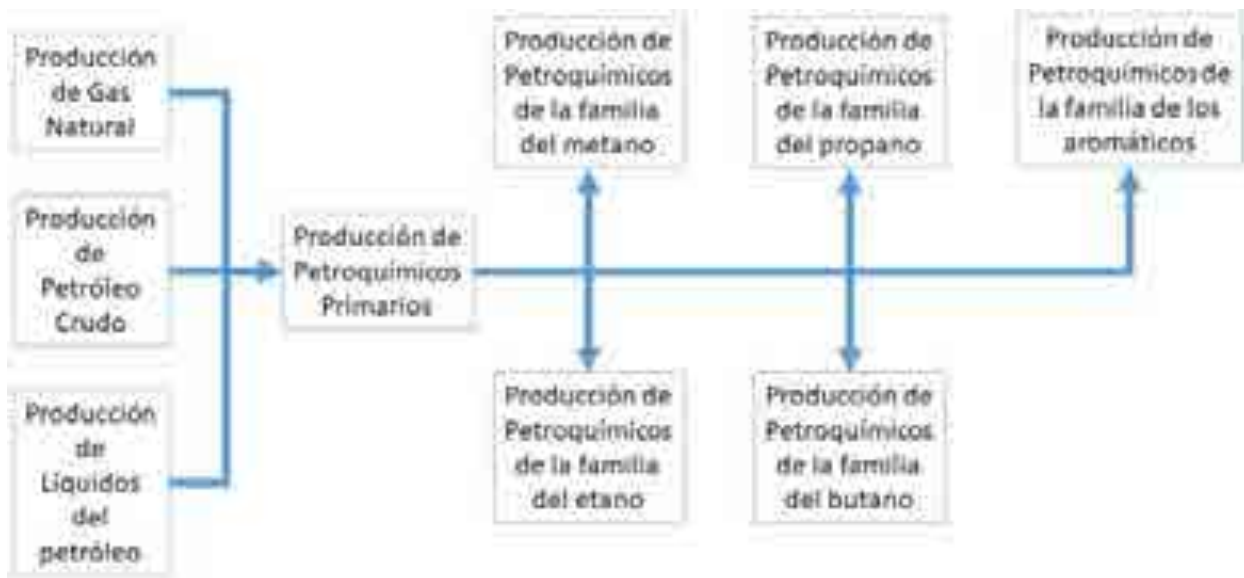 Producción
de Gas
Natural
Producción
de
Petróleo
Crudo
Producción
de
Líquidos
del
petróleo
Producción de
Petroquímicos
Primarios
Producción de
Petroquímicos
de la familia
del metano
Producción de
Petroquímicos
de la familia
del etano
Producción de
Petroquímicos
de la familia
del propano
Producción de
Petroquímicos
de la familia
del butano
Producción de
Petroquímicos de
la familia de los
aromáticos